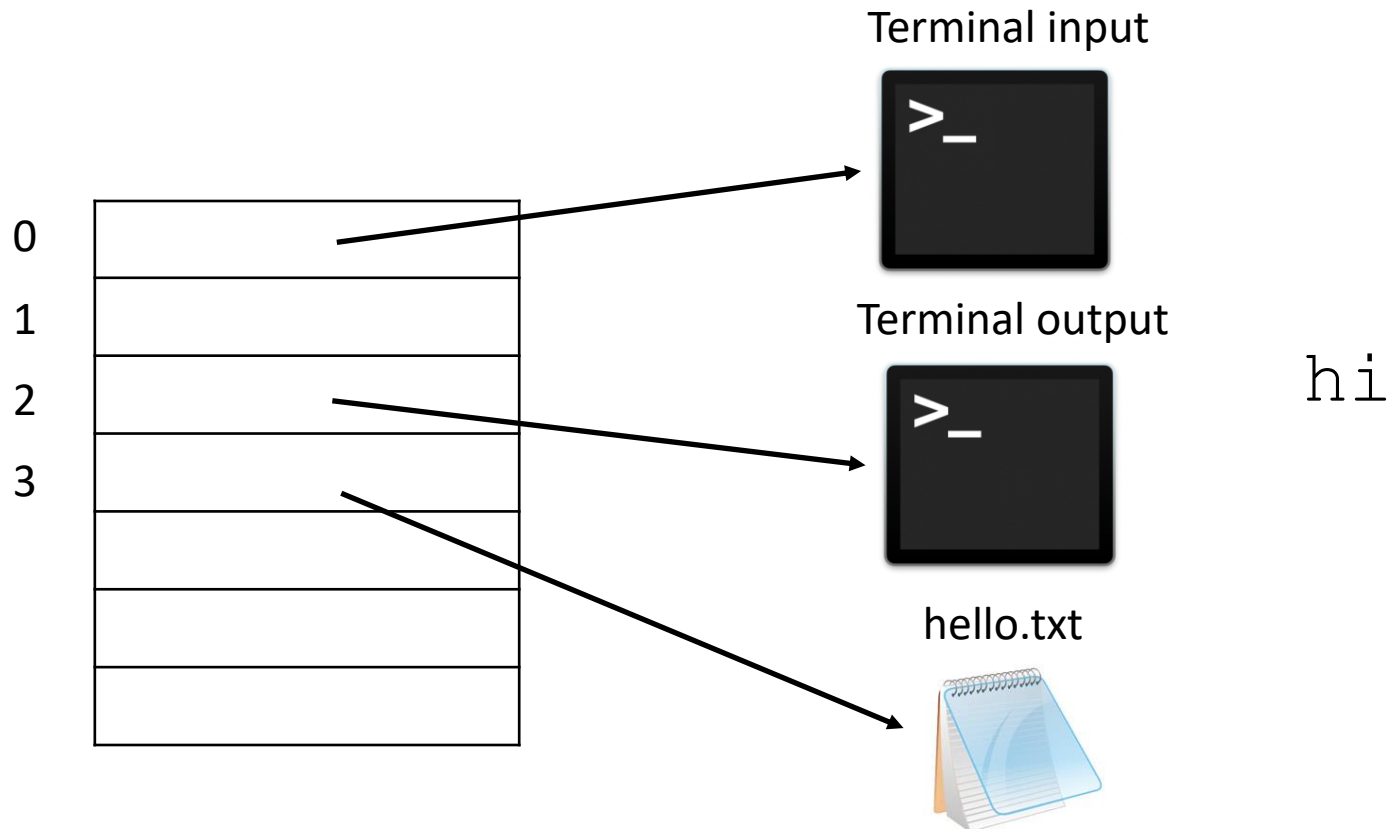 Terminal input
>_
0
1
Terminal output
2
>_
hi
3
hello.txt